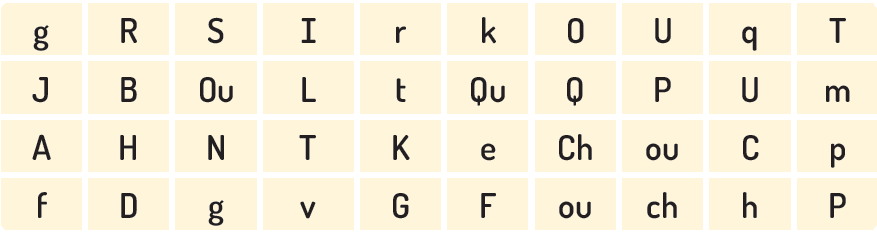 g R S I r k O U q T
J B Ou L t Qu Q P U m
A H N T K e Ch ou C p
f D g v G F ou ch h P